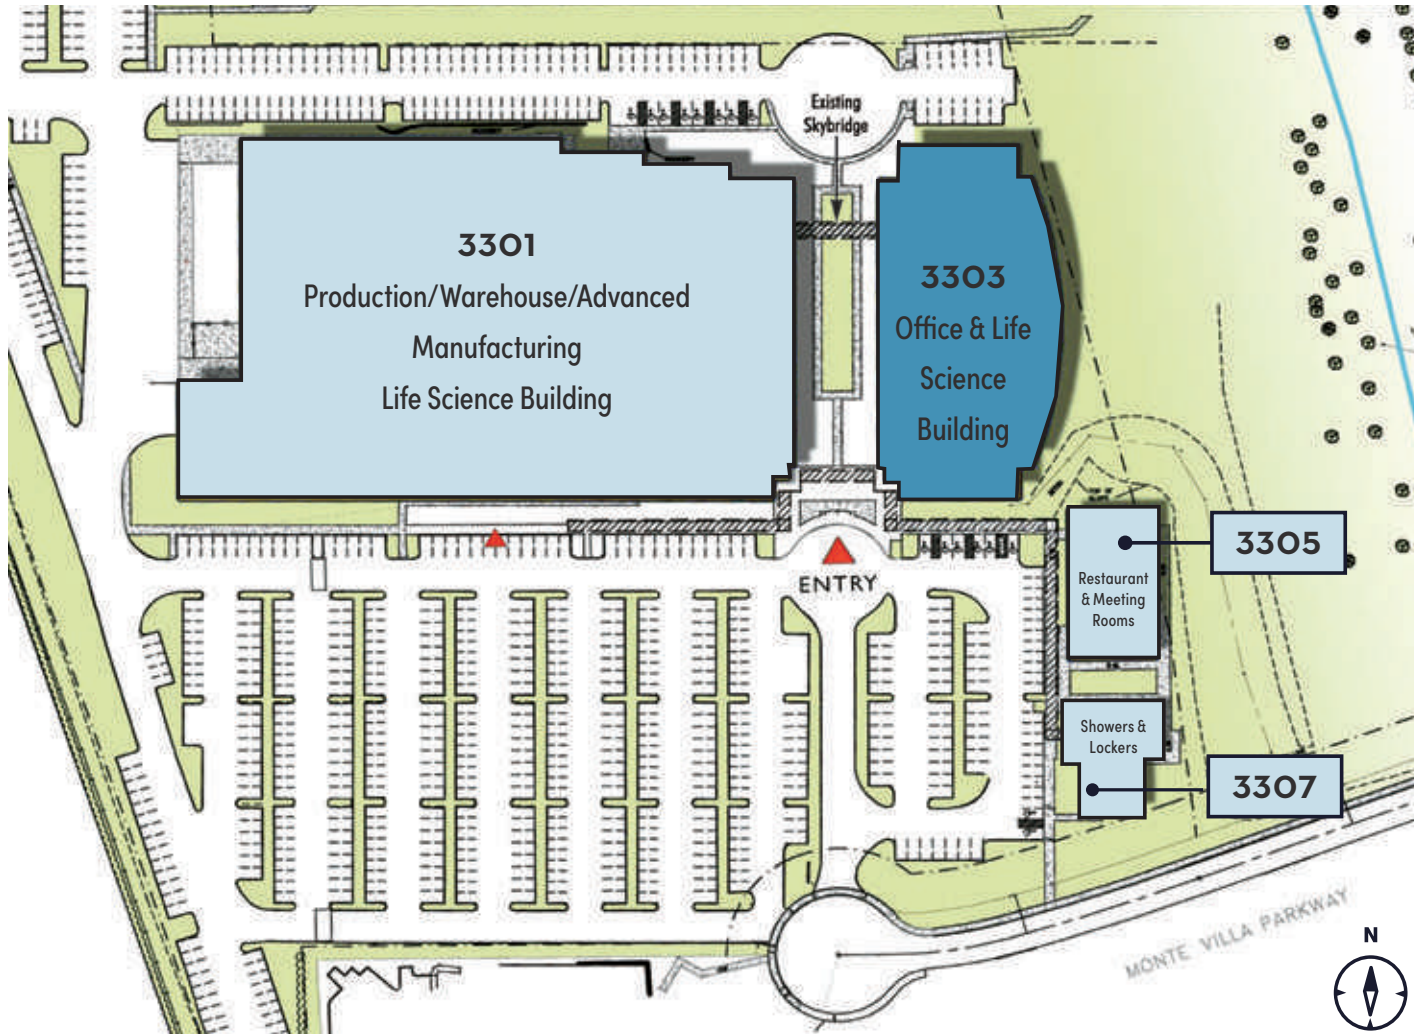 Existing
Skybridge
3301
Production/Warehouse/Advanced
Manufacturing
Life Science Building
3303
Office & Life
Science
Building
3305
Restaurant
& Meeting
Rooms
ENTRY
Showers &
Lockers
3307
MONTE VILLA PARKWAY
N